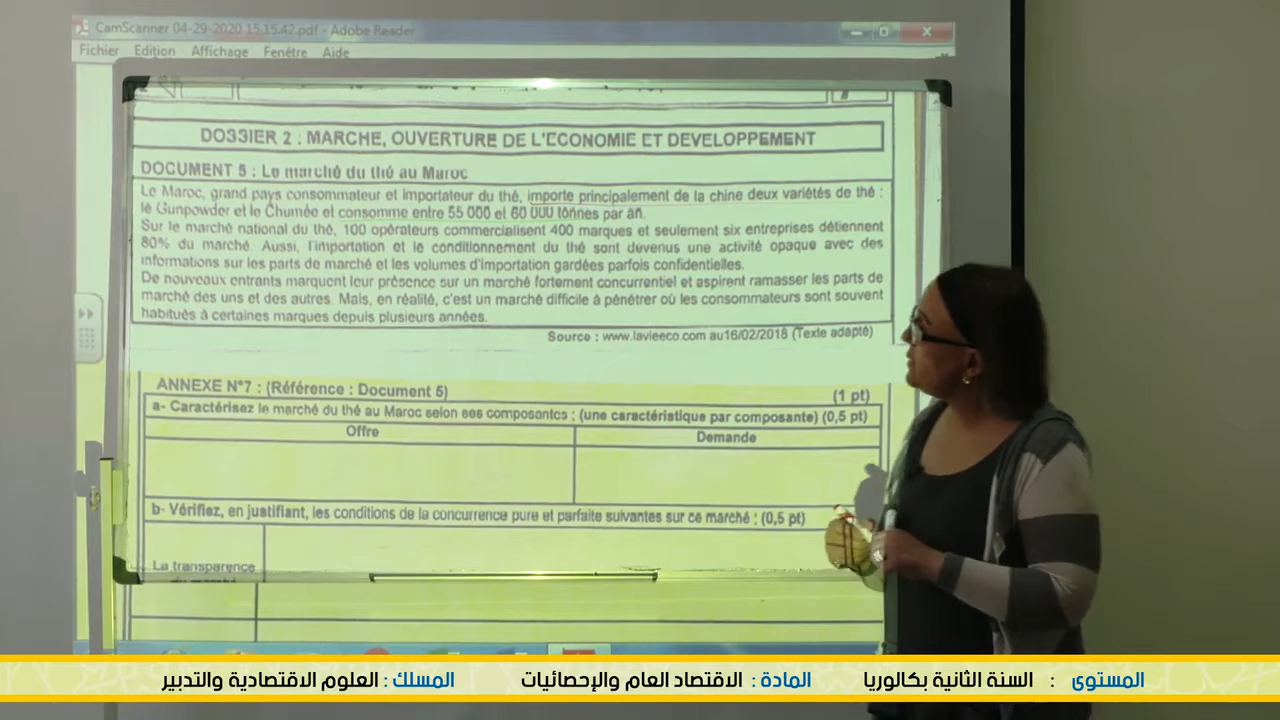 CamScanner 04-29-2020 15.15.42.pdf - Adobe Reader
Fichier Edition Affichage Fenêtre Aide
DOSSIER 2 : MARCHE, OUVERTURE DE L'ECONOMIE ET DEVELOPPEMENT
DOCUMENT 5 : Le marché du thé au Maroc
Le Maroc, grand pays consommateur et importateur du thé, importe principalement de la chine deux variétés de thé :
le Gunpowder et le Chumée et consomme entre 55 000 et 60 000 tonnes par an.
Sur le marché national du thé, 100 opérateurs commercialisent 400 marques et seulement six entreprises détiennent
80% du marché. Aussi, l'importation et le conditionnement du thé sont devenus une activité opaque avec des
informations sur les parts de marché et les volumes d'importation gardées parfois confidentielles.
De nouveaux entrants marquent leur présence sur un marché fortement concurrentiel et aspirent ramasser les parts de
marché des uns et des autres. Mais, en réalité, c'est un marché difficile à pénétrer où les consommateurs sont souvent
habitués à certaines marques depuis plusieurs années.
Source : www.lavieeco.com au16/02/2018 (Texte adapté)
ANNEXE N°7 : (Référence : Document 5) (1 pt)
a- Caractérisez le marché du thé au Maroc selon ses composantes : (une caractéristique par composante) (0,5 pt)
Offre Demande
b- Vérifiez, en justifiant, les conditions de la concurrence pure et parfaite suivantes sur ce marché : (0,5 pt)
La transparence
du marché
المستوى : السنة الثانية بكالوريا المادة : الاقتصاد العام والإحصائيات المسلك : العلوم الاقتصادية والتدبير